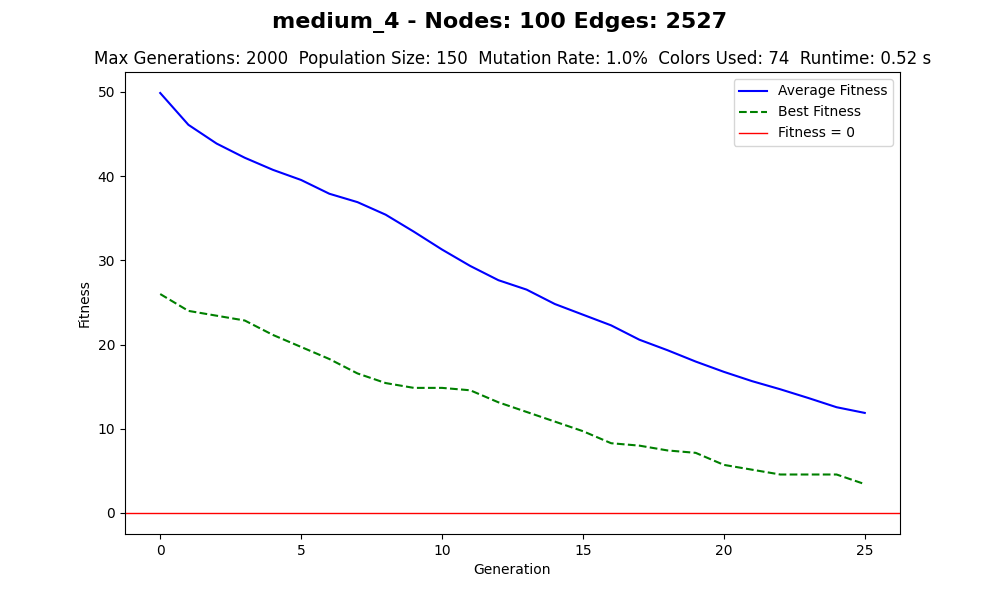 medium_4 - Nodes: 100 Edges: 2527
Max Generations: 2000  Population Size: 150  Mutation Rate: 1.0%  Colors Used: 74  Runtime: 0.52 s
Average Fitness
Best Fitness
Fitness = 0
50
40
30
20
10
0
Fitness
0 5 10 15 20 25
Generation